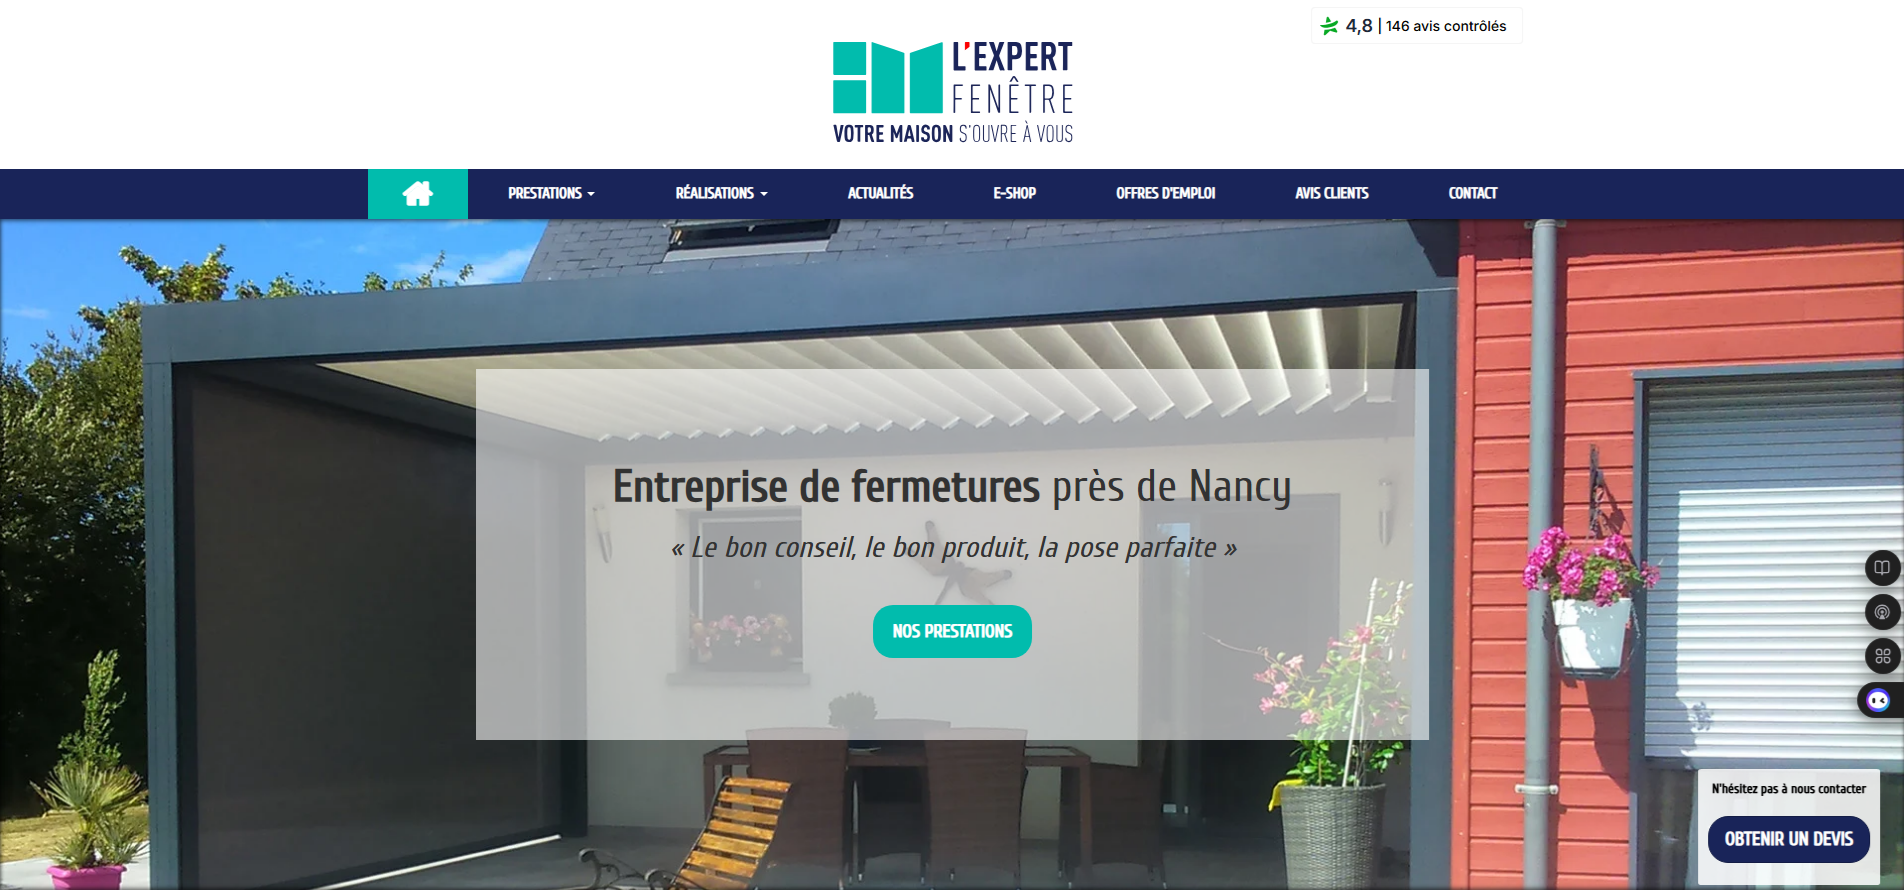 4,8 | 146 avis contrôlés
L'EXPERT
FENÊTRE
VOTRE MAISON S'OUVRE À VOUS
PRESTATIONS
RÉALISATIONS
ACTUALITÉS
E-SHOP
OFFRES D'EMPLOI
AVIS CLIENTS
CONTACT
Entreprise de fermetures près de Nancy
« Le bon conseil, le bon produit, la pose parfaite »
NOS PRESTATIONS
N'hésitez pas à nous contacter
OBTENIR UN DEVIS